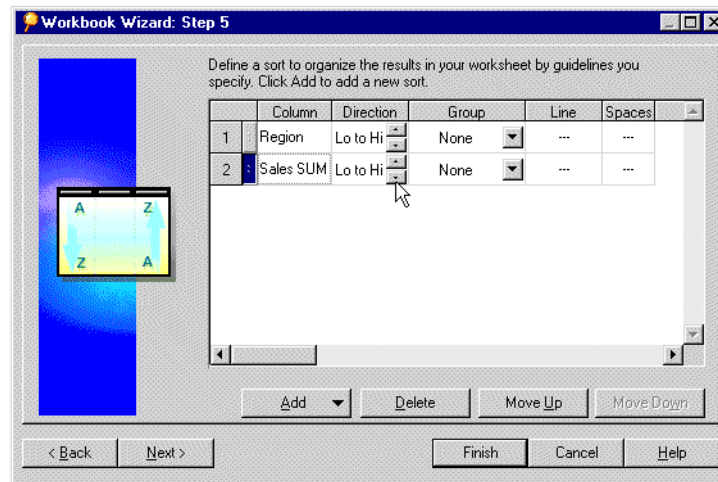 Workbook Wizard: Step 5
Define a sort to organize the results in your worksheet by guidelines you
specify. Click Add to add a new sort.
Column Direction Group Line Spaces
1 Region Lo to Hi None --- ---
2 Sales SUM Lo to Hi None --- ---
A Z
Z A
Add Delete Move Up Move Down
< Back Next > Finish Cancel Help